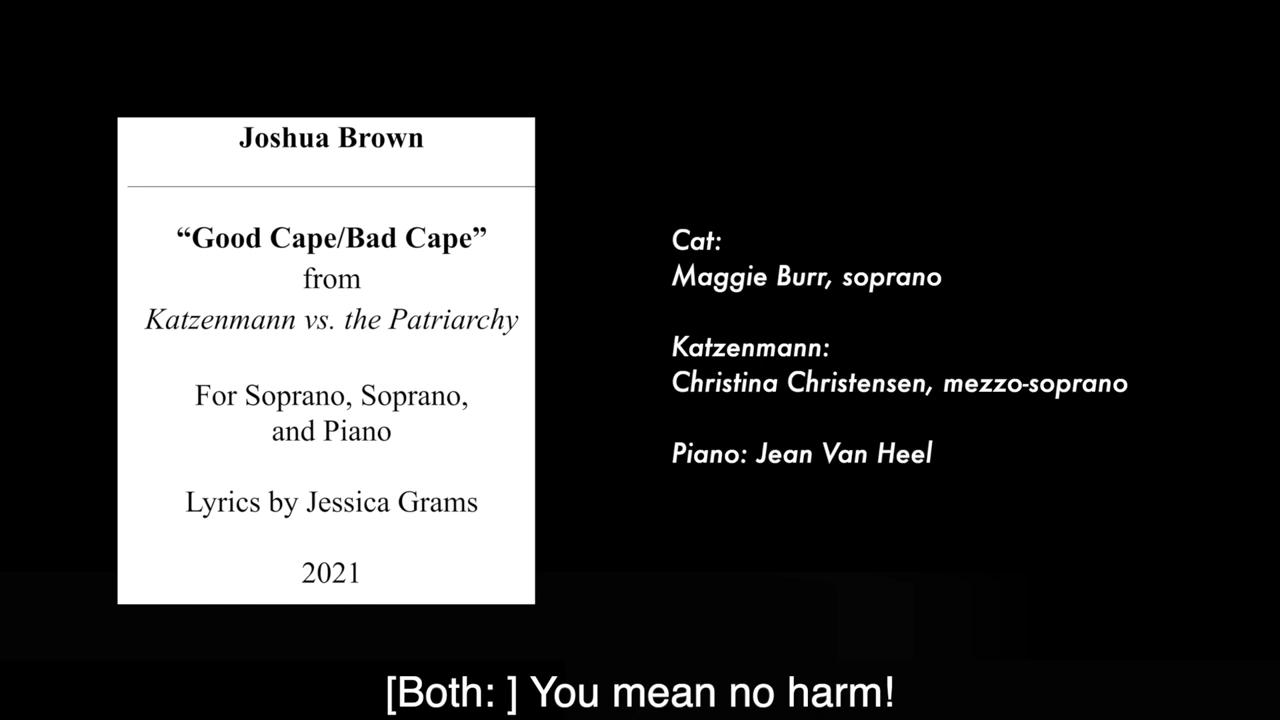 Joshua Brown
“Good Cape/Bad Cape”
from
Katzenmann vs. the Patriarchy
For Soprano, Soprano,
and Piano
Lyrics by Jessica Grams
2021
Cat:
Maggie Burr, soprano
Katzenmann:
Christina Christensen, mezzo-soprano
Piano: Jean Van Heel
[Both: ] You mean no harm!